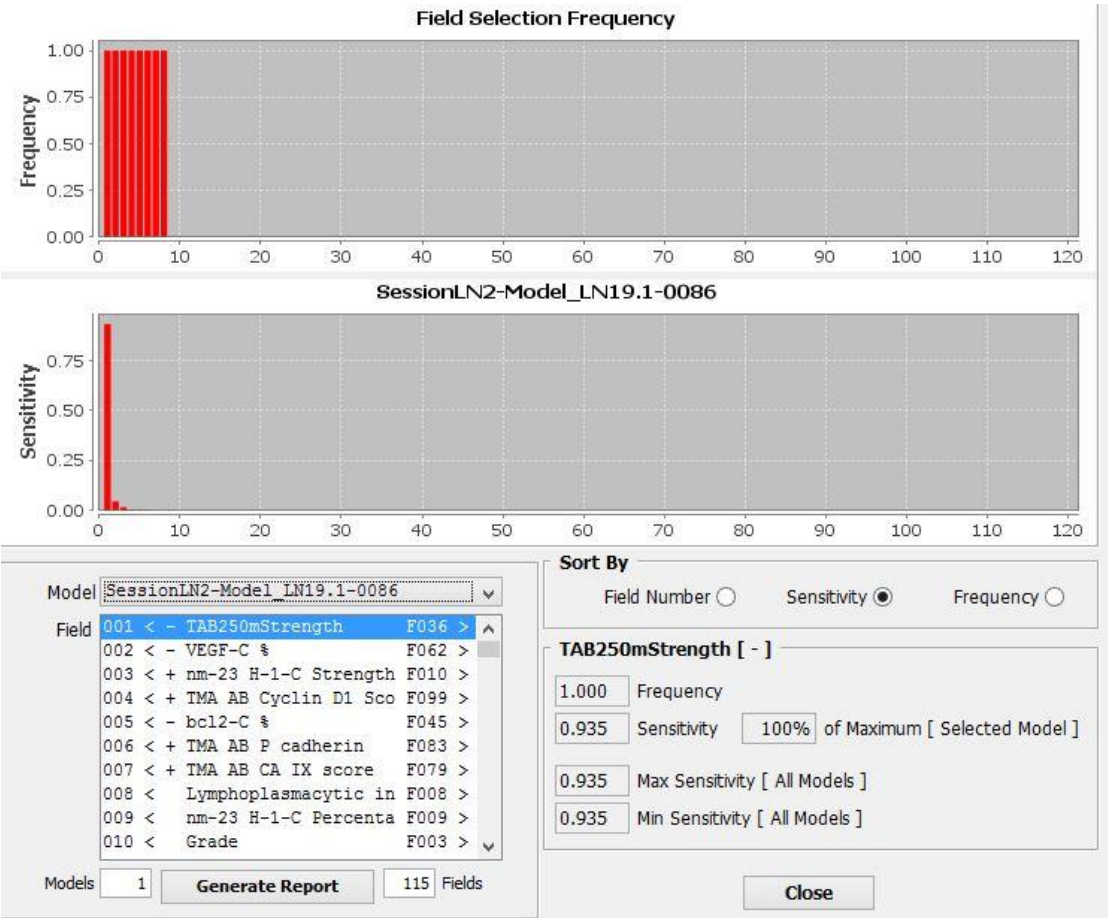 Field Selection Frequency
1.00
0.75
0.50
0.25
0.00
Frequency
0 10 20 30 40 50 60 70 80 90 100 110 120
SessionLN2-Model_LN19.1-0086
0.75
0.50
0.25
0.00
Sensitivity
0 10 20 30 40 50 60 70 80 90 100 110 120
Model SessionLN2-Model_LN19.1-0086
Field 001 < - TAB250mStrength F036 >
002 < - VEGF-C % F062 >
003 < + nm-23 H-1-C Strength F010 >
004 < + TMA AB Cyclin D1 Sco F099 >
005 < - bcl2-C % F045 >
006 < + TMA AB P cadherin F083 >
007 < + TMA AB CA IX score F079 >
008 < Lymphoplasmacytic in F008 >
009 < nm-23 H-1-C Percenta F009 >
010 < Grade F003 >
Models 1 Generate Report 115 Fields
Sort By
Field Number Sensitivity Frequency
TAB250mStrength [ - ]
1.000 Frequency
0.935 Sensitivity 100% of Maximum [ Selected Model ]
0.935 Max Sensitivity [ All Models ]
0.935 Min Sensitivity [ All Models ]
Close